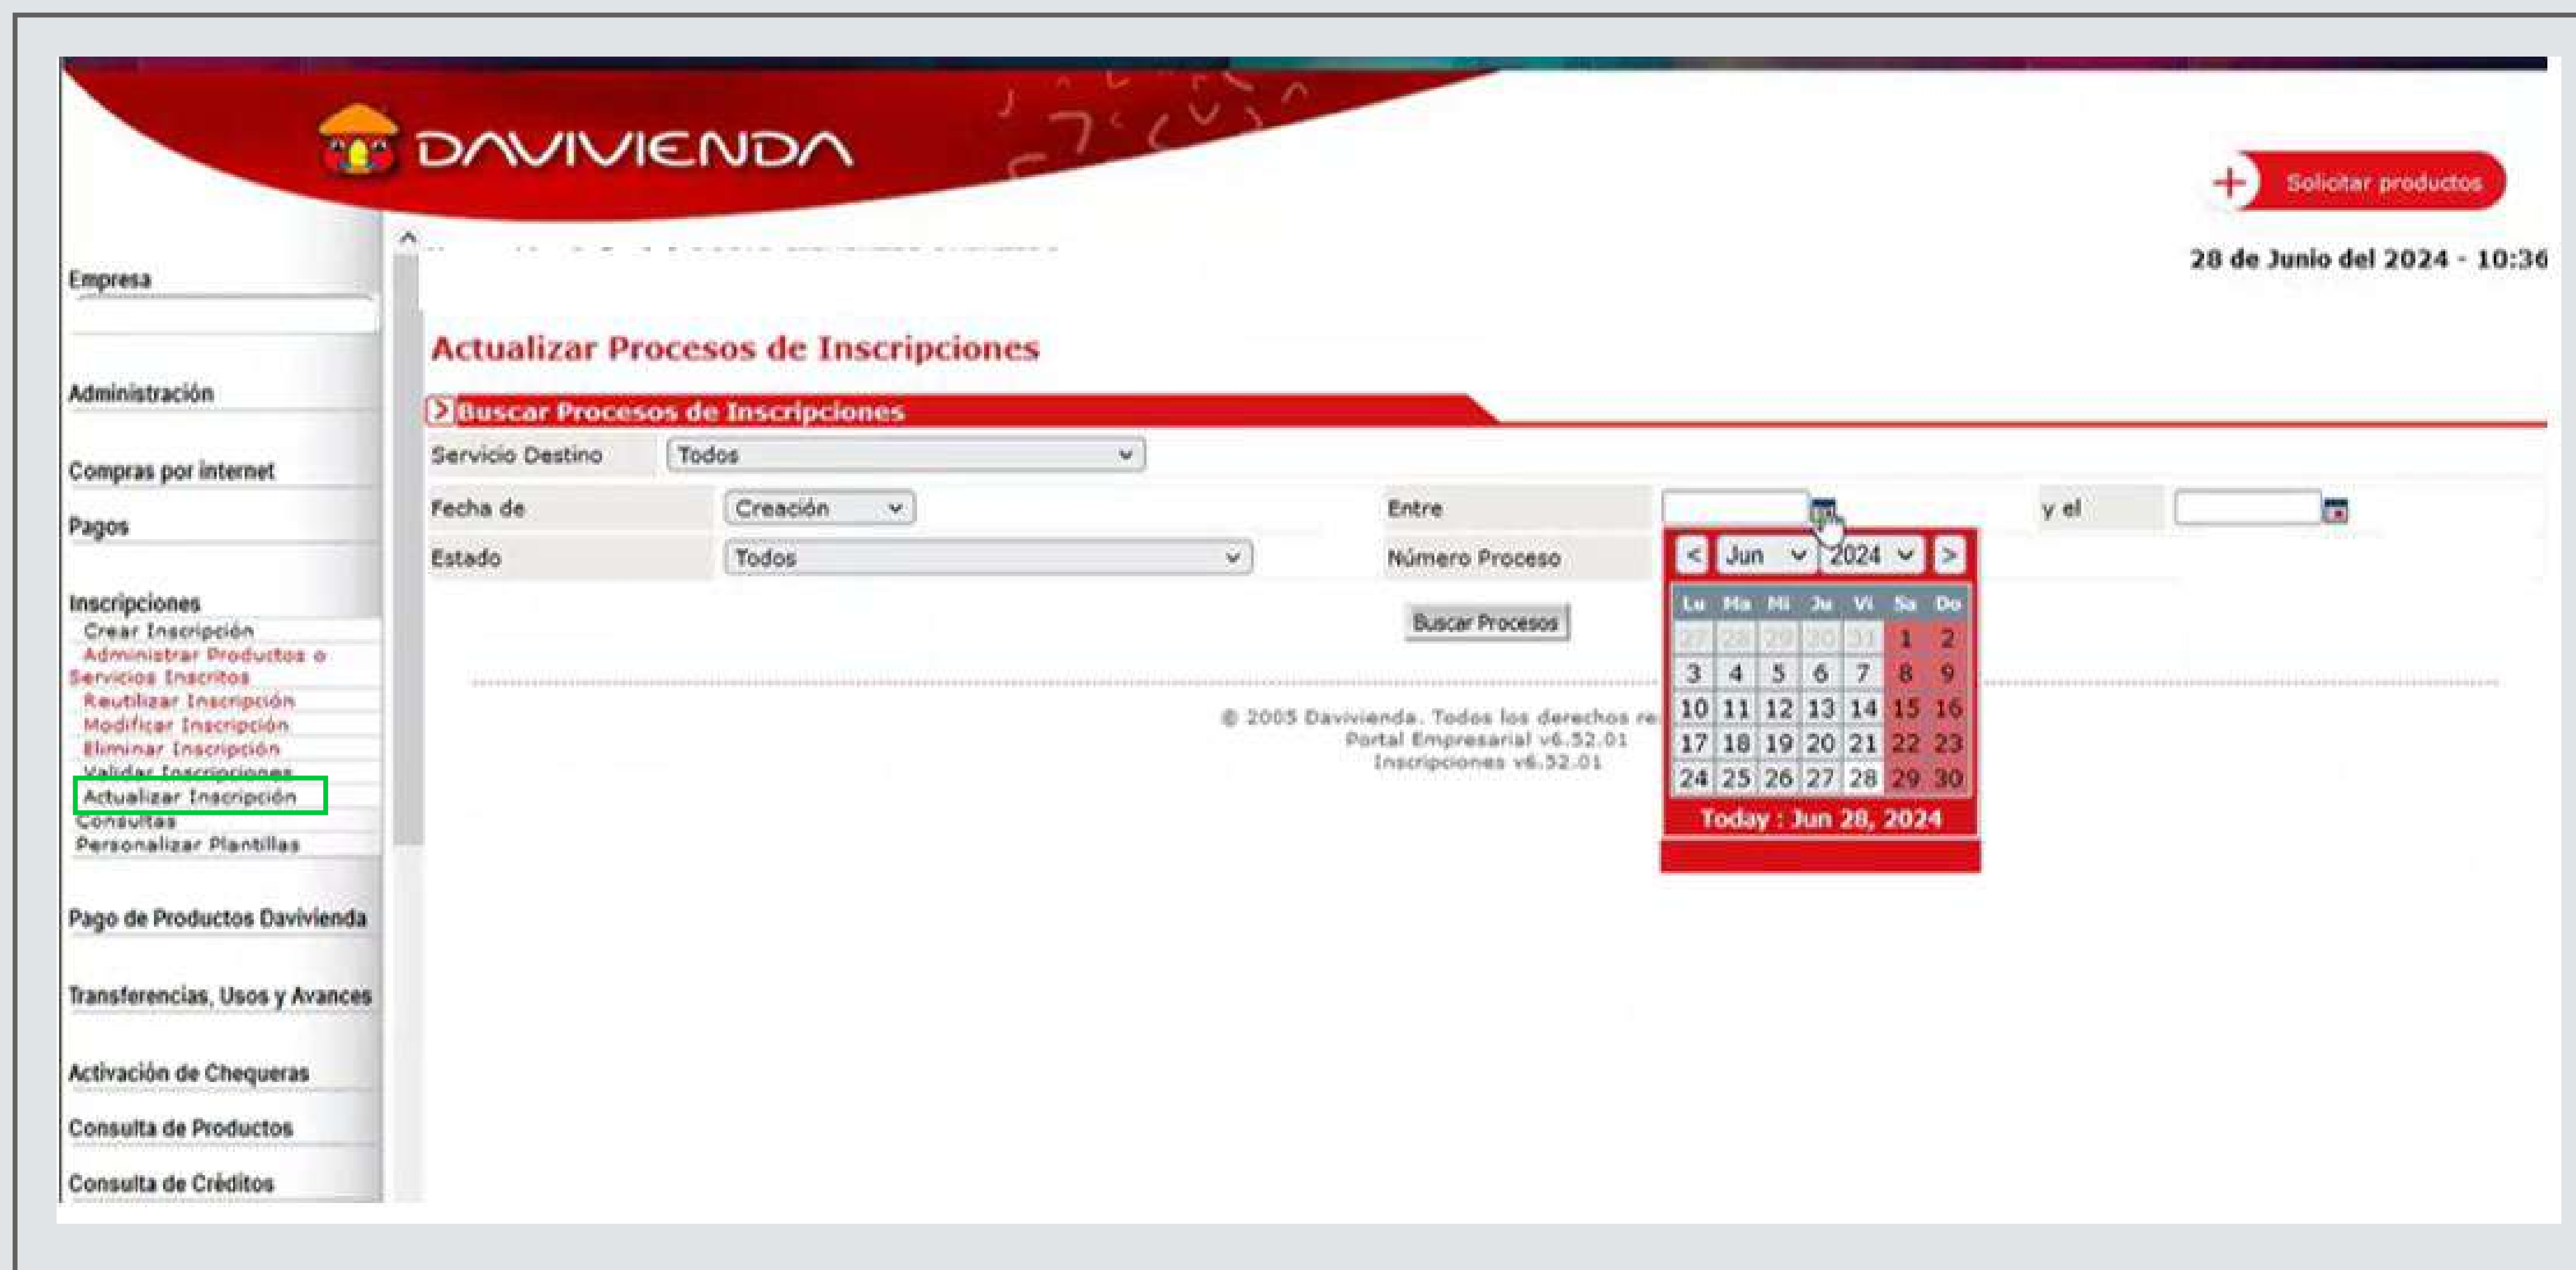 DAVIVIENDA
+ Solicitar productos
28 de Junio del 2024 - 10:36
Empresa
Administración
Compras por internet
Pagos
Inscripciones
Crear Inscripción
Administrar Productos o
Servicios Inscritos
Reutilizar Inscripción
Modificar Inscripción
Eliminar Inscripción
Validar Inscripciones
Actualizar Inscripción
Consultas
Personalizar Plantillas
Pago de Productos Davivienda
Transferencias, Usos y Avances
Activación de Chequeras
Consulta de Productos
Consulta de Créditos
Actualizar Procesos de Inscripciones
Buscar Procesos de Inscripciones
Servicio Destino Todos
Fecha de Creación Entre y el
Estado Todos Número Proceso
Buscar Procesos
< Jun 2024 >
Lu Ma Mi Ju Vi Sa Do
27 28 29 30 31 1 2
3 4 5 6 7 8 9
10 11 12 13 14 15 16
17 18 19 20 21 22 23
24 25 26 27 28 29 30
Today : Jun 28, 2024
© 2005 Davivienda. Todos los derechos re
Portal Empresarial v6.52.01
Inscripciones v6.52.01